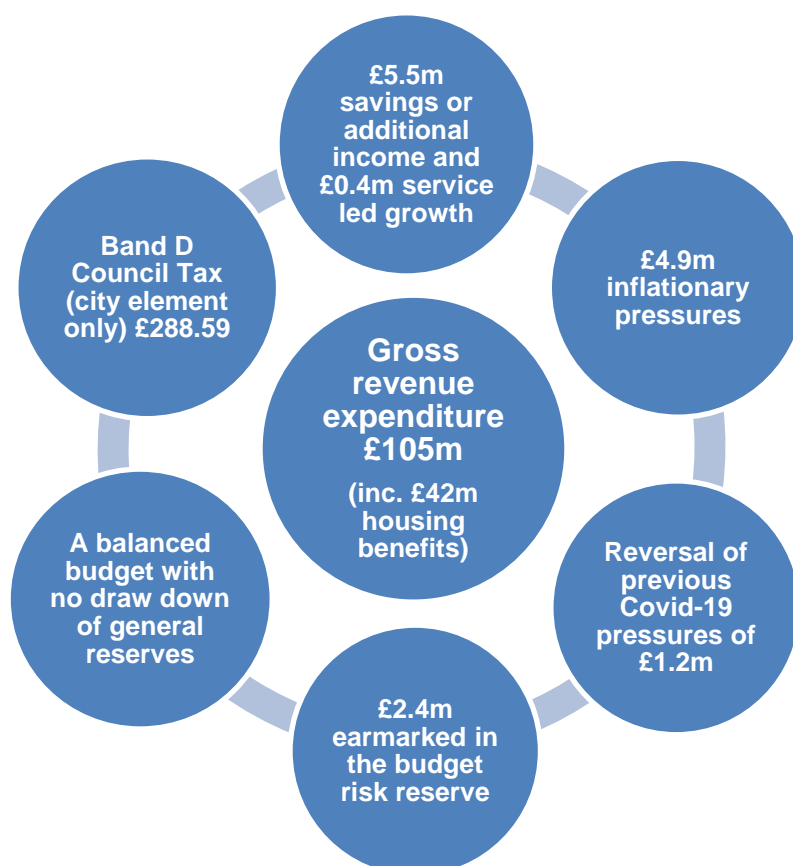 £5.5m
savings or
additional
income and
£0.4m service
led growth
£4.9m
inflationary
pressures
Reversal of
previous
Covid-19
pressures of
£1.2m
£2.4m
earmarked in
the budget
risk reserve
A balanced
budget with
no draw down
of general
reserves
Band D
Council Tax
(city element
only) £288.59
Gross
revenue
expenditure
£105m
(inc. £42m
housing
benefits)